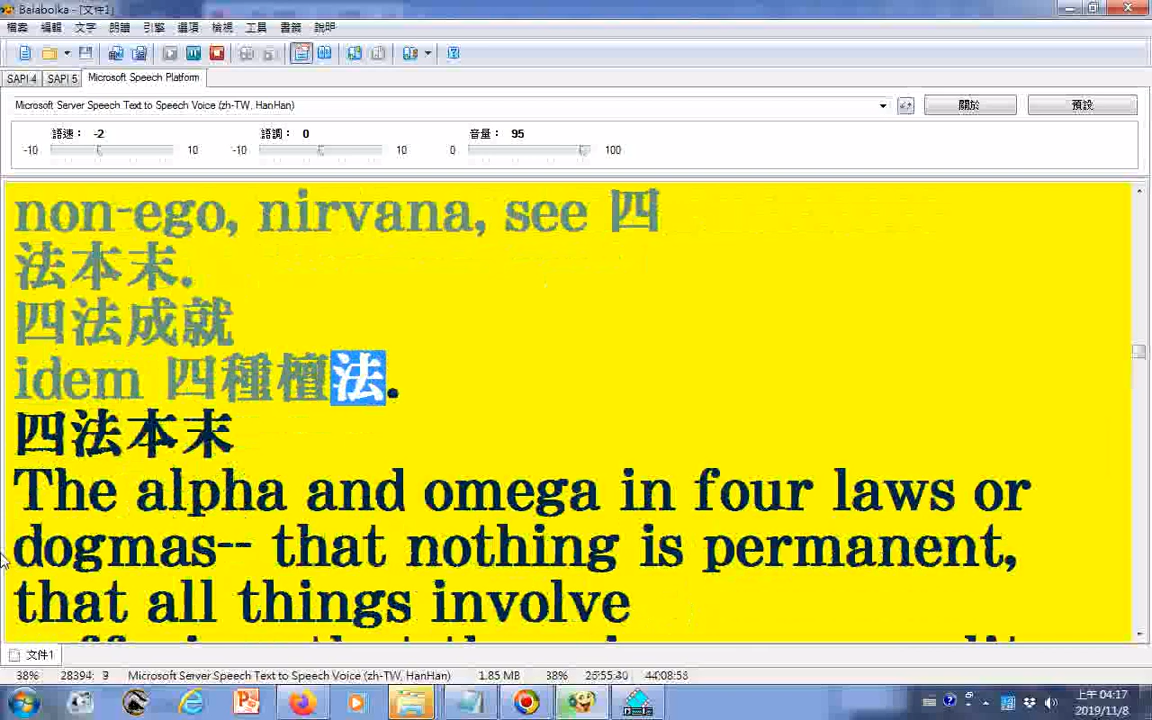 Balabolka - [文件1]
檔案 編輯 文字 朗讀 引擎 選項 檢視 工具 書籤 說明
SAPI 4 SAPI 5 Microsoft Speech Platform
Microsoft Server Speech Text to Speech Voice (zh-TW, HanHan) 關於 預設
語速： -2 語調： 0 音量： 95
-10 10 -10 10 0 100
non-ego, nirvana, see 四
法本末.
四法成就
idem 四種檀法.
四法本末
The alpha and omega in four laws or
dogmas-- that nothing is permanent,
that all things involve
文件1
38% 28394: 9 Microsoft Server Speech Text to Speech Voice (zh-TW, HanHan) 1.85 MB 38% 25:55:40 44:08:58
上午 04:17
2019/11/8